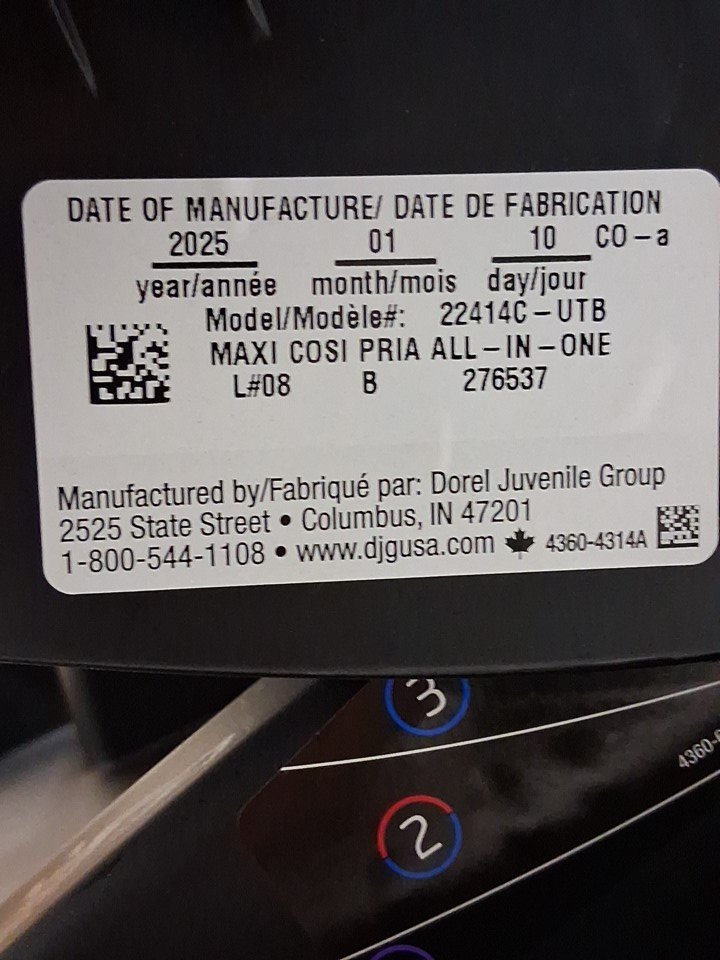 DATE OF MANUFACTURE/ DATE DE FABRICATION
2025 01 10 CO-a
year/année month/mois day/jour
Model/Modèle#: 22414C-UTB
MAXI COSI PRIA ALL-IN-ONE
L#08 B 276537
Manufactured by/Fabriqué par: Dorel Juvenile Group
2525 State Street • Columbus, IN 47201
1-800-544-1108 • www.djgusa.com 4360-4314A
3
2